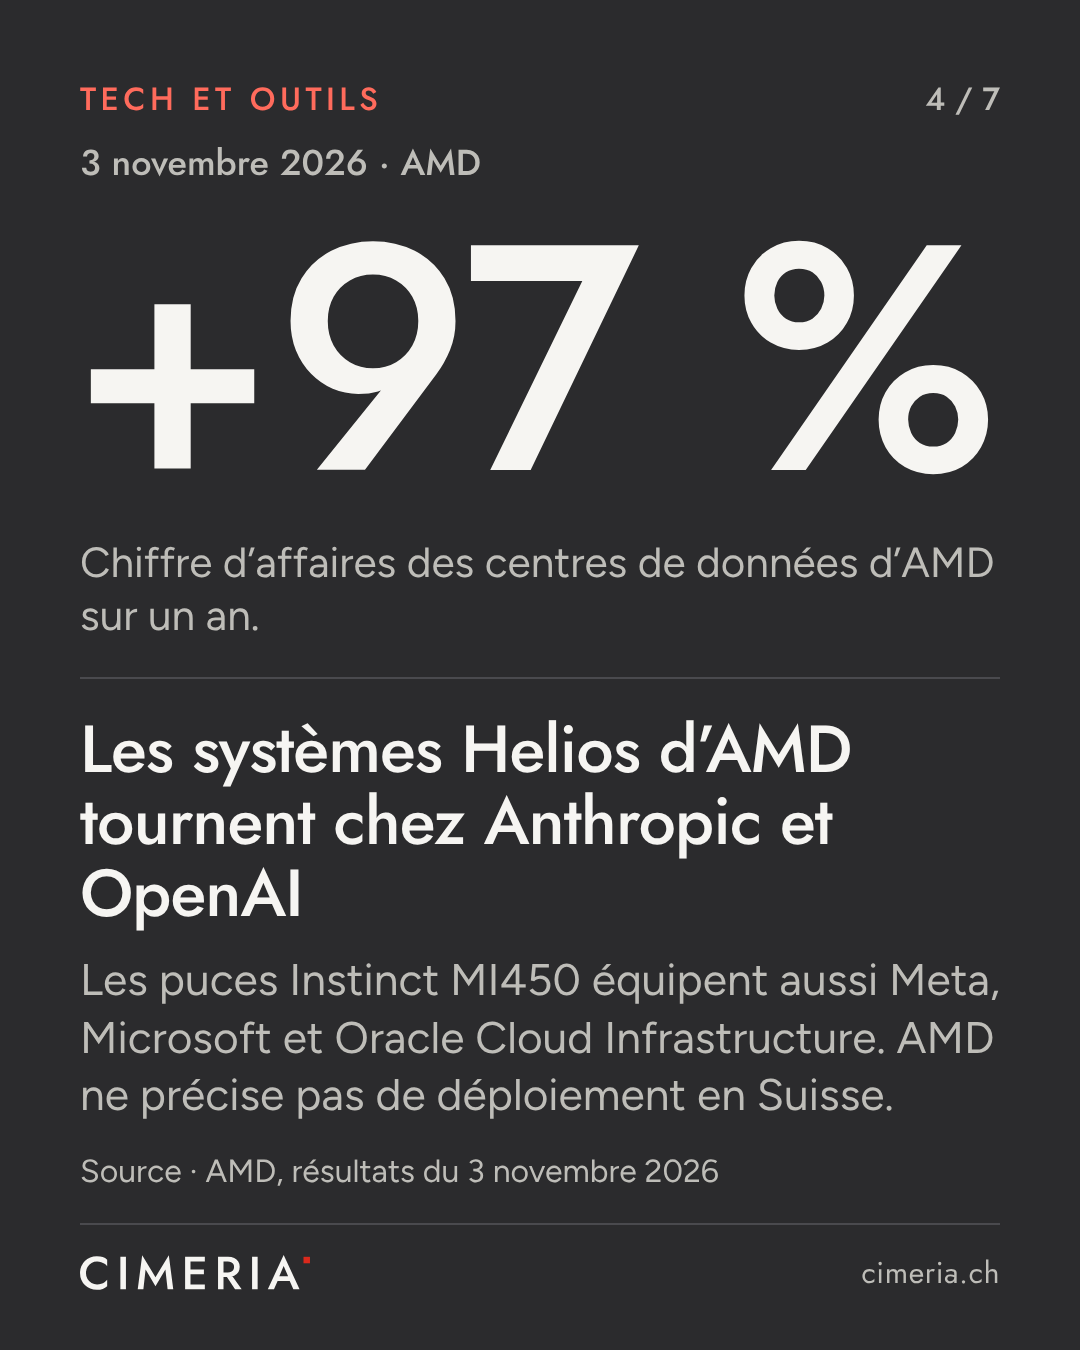 TECH ET OUTILS
4 / 7
3 novembre 2026 · AMD
+97 %
Chiffre d’affaires des centres de données d’AMD
sur un an.
Les systèmes Helios d’AMD
tournent chez Anthropic et
OpenAI
Les puces Instinct MI450 équipent aussi Meta,
Microsoft et Oracle Cloud Infrastructure. AMD
ne précise pas de déploiement en Suisse.
Source · AMD, résultats du 3 novembre 2026
CIMERIA
cimeria.ch